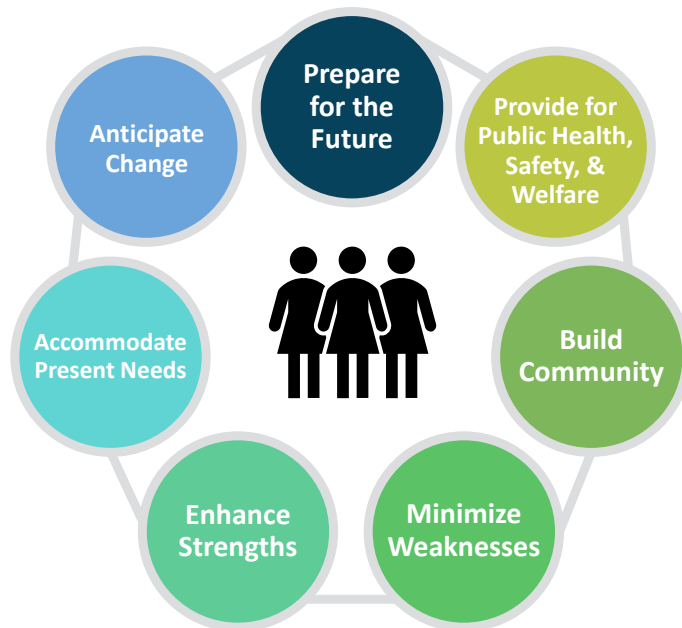 Prepare
for the
Future
Provide for
Public Health,
Safety, &
Welfare
Build
Community
Minimize
Weaknesses
Enhance
Strengths
Accommodate
Present Needs
Anticipate
Change